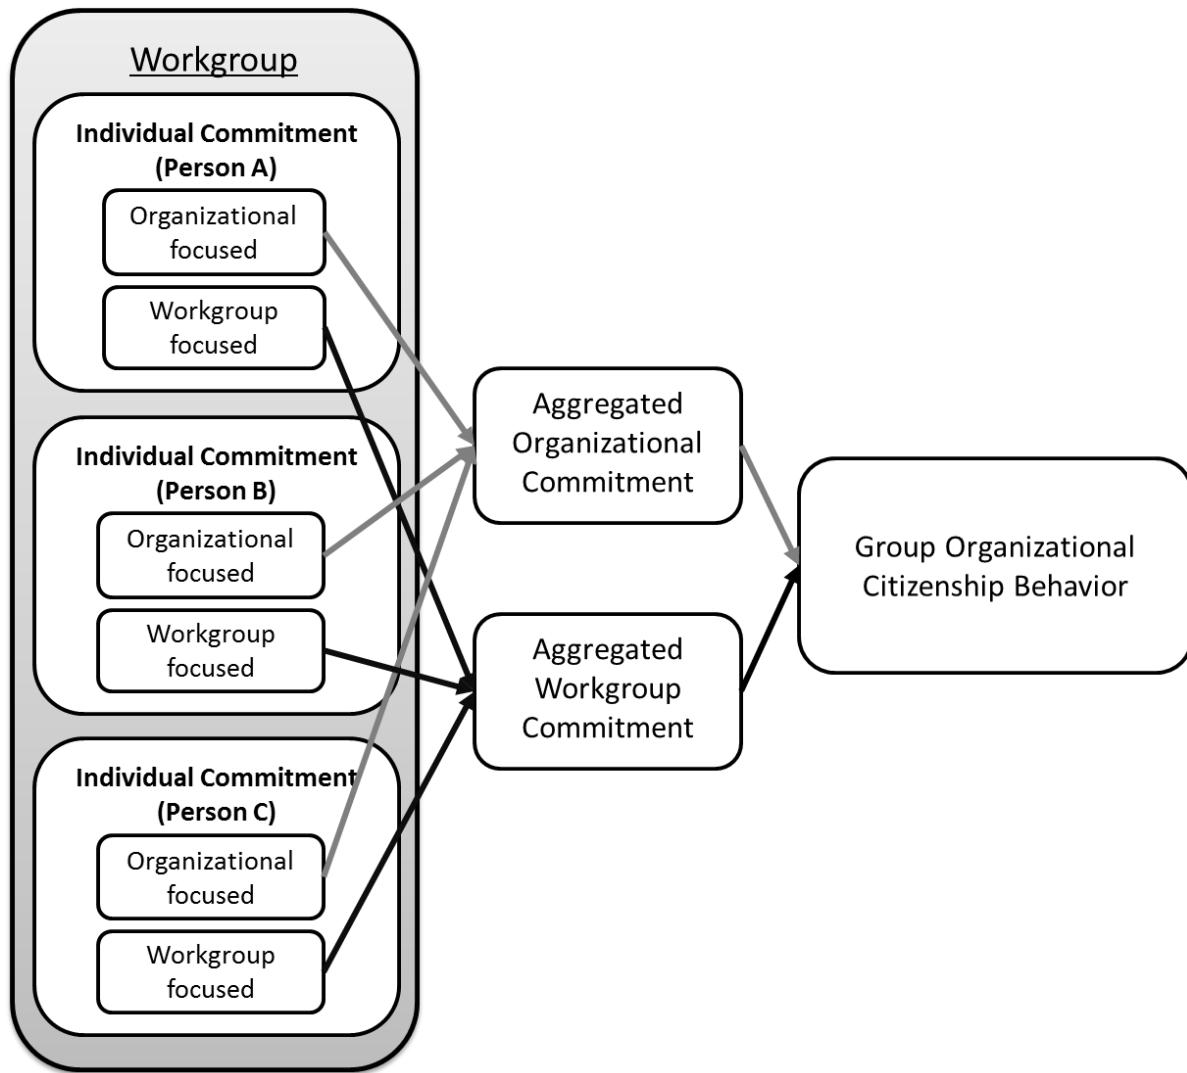 Workgroup
Individual Commitment
(Person A)
Organizational
focused
Workgroup
focused
Individual Commitment
(Person B)
Organizational
focused
Workgroup
focused
Individual Commitment
(Person C)
Organizational
focused
Workgroup
focused
Aggregated
Organizational
Commitment
Aggregated
Workgroup
Commitment
Group Organizational
Citizenship Behavior